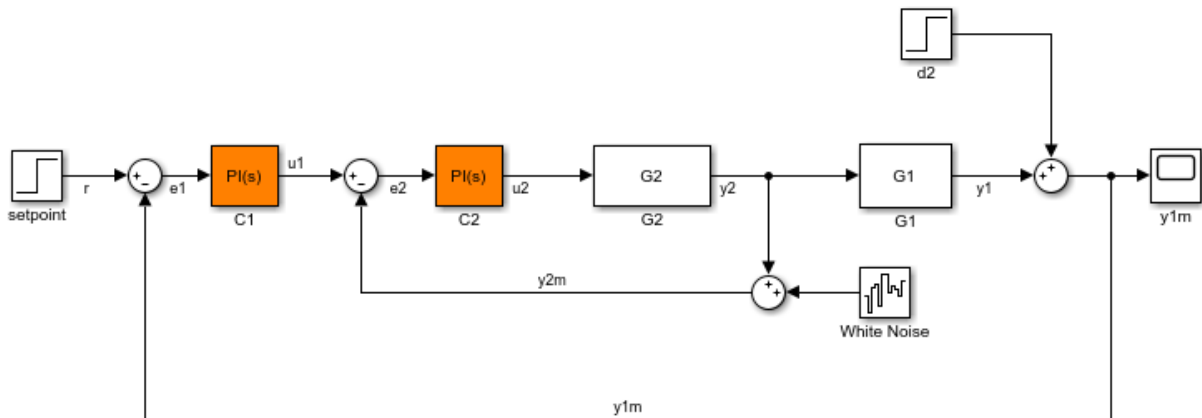 d2
setpoint
r
e1
PI(s)
C1
u1
e2
PI(s)
C2
u2
G2
G2
y2
G1
G1
y1
y1m
y2m
White Noise
y1m